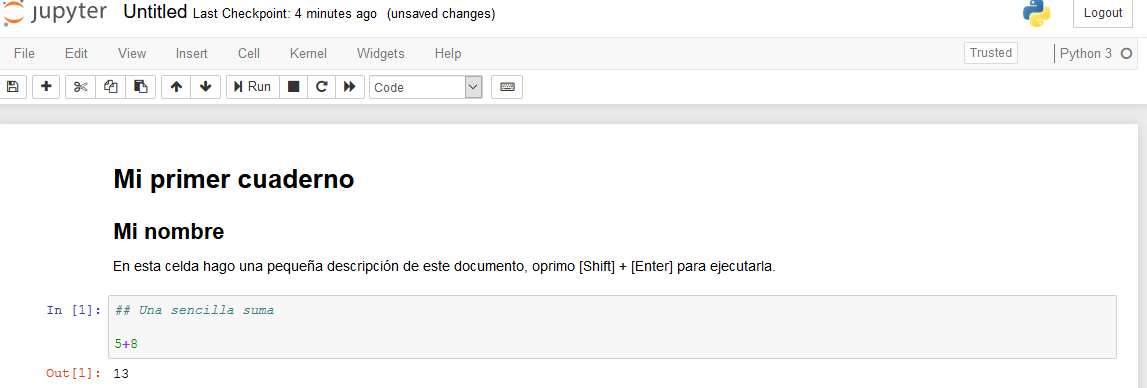 jupyter Untitled Last Checkpoint: 4 minutes ago (unsaved changes) Logout
File Edit View Insert Cell Kernel Widgets Help Trusted Python 3
Run Code
Mi primer cuaderno
Mi nombre
En esta celda hago una pequeña descripción de este documento, oprimo [Shift] + [Enter] para ejecutarla.
In [1]: ## Una sencilla suma
5+8
Out[1]: 13